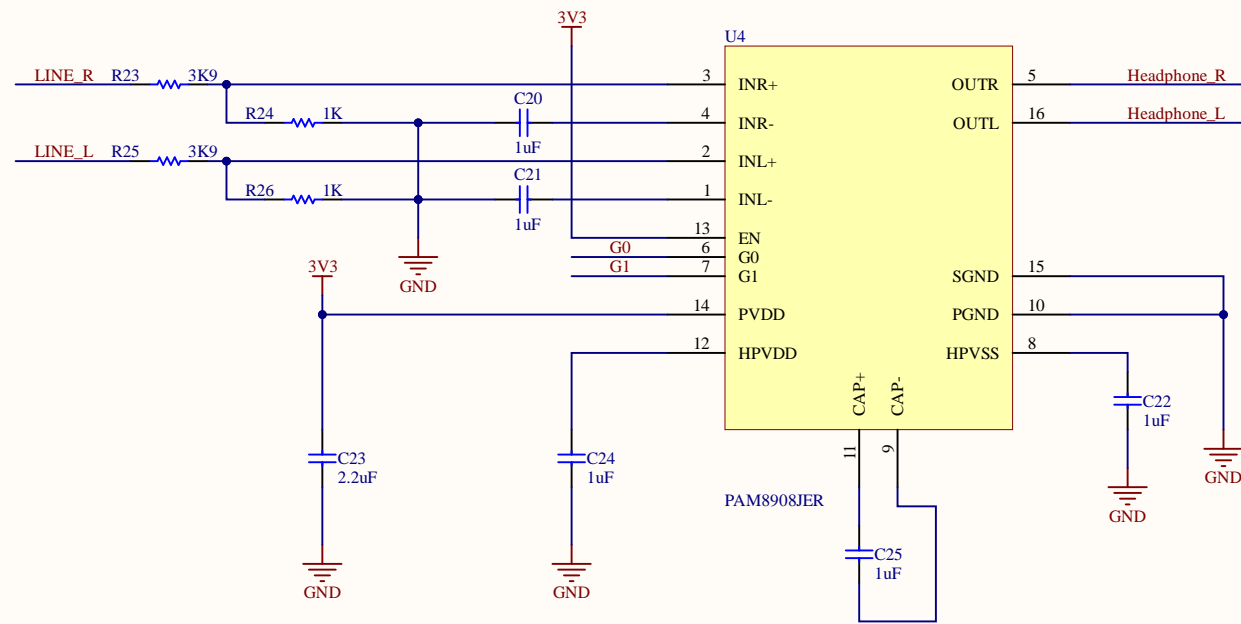 3V3
U4
LINE_R R23 3K9 3 INR+ OUTR 5 Headphone_R
C20
R24 1K 4 INR- OUTL 16 Headphone_L
1uF
LINE_L R25 3K9 2 INL+
C21
R26 1K 1 INL-
1uF
13 EN
G0 6 G0
G1 7 G1 SGND 15
3V3
GND
14 PVDD PGND 10
12 HPVDD HPVSS 8
CAP+ CAP-
C22
1uF
11 9
C23
2.2uF
C24
1uF
GND
PAM8908JER
GND
C25
1uF
GND
GND